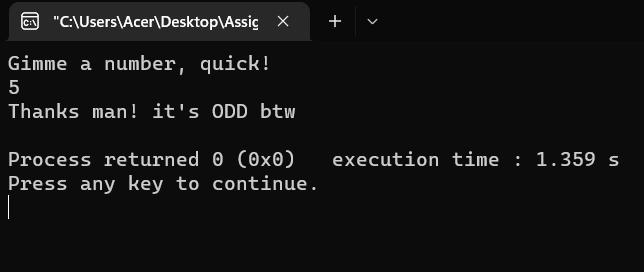 "C:\Users\Acer\Desktop\Assig
Gimme a number, quick!
5
Thanks man! it's ODD btw
Process returned 0 (0x0)   execution time : 1.359 s
Press any key to continue.